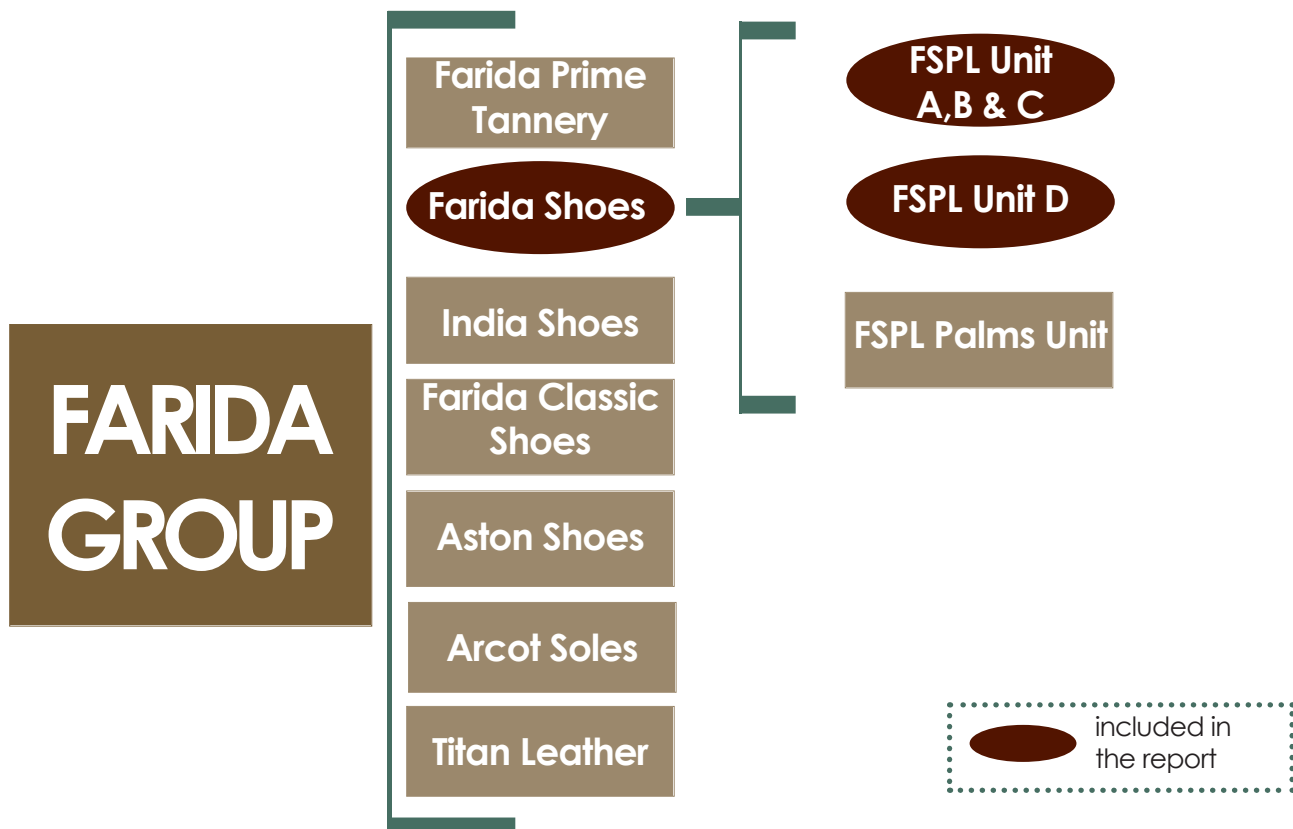 FARIDA
GROUP
Farida Prime
Tannery
Farida Shoes
India Shoes
Farida Classic
Shoes
Aston Shoes
Arcot Soles
Titan Leather
FSPL Unit
A,B & C
FSPL Unit D
FSPL Palms Unit
included in
the report